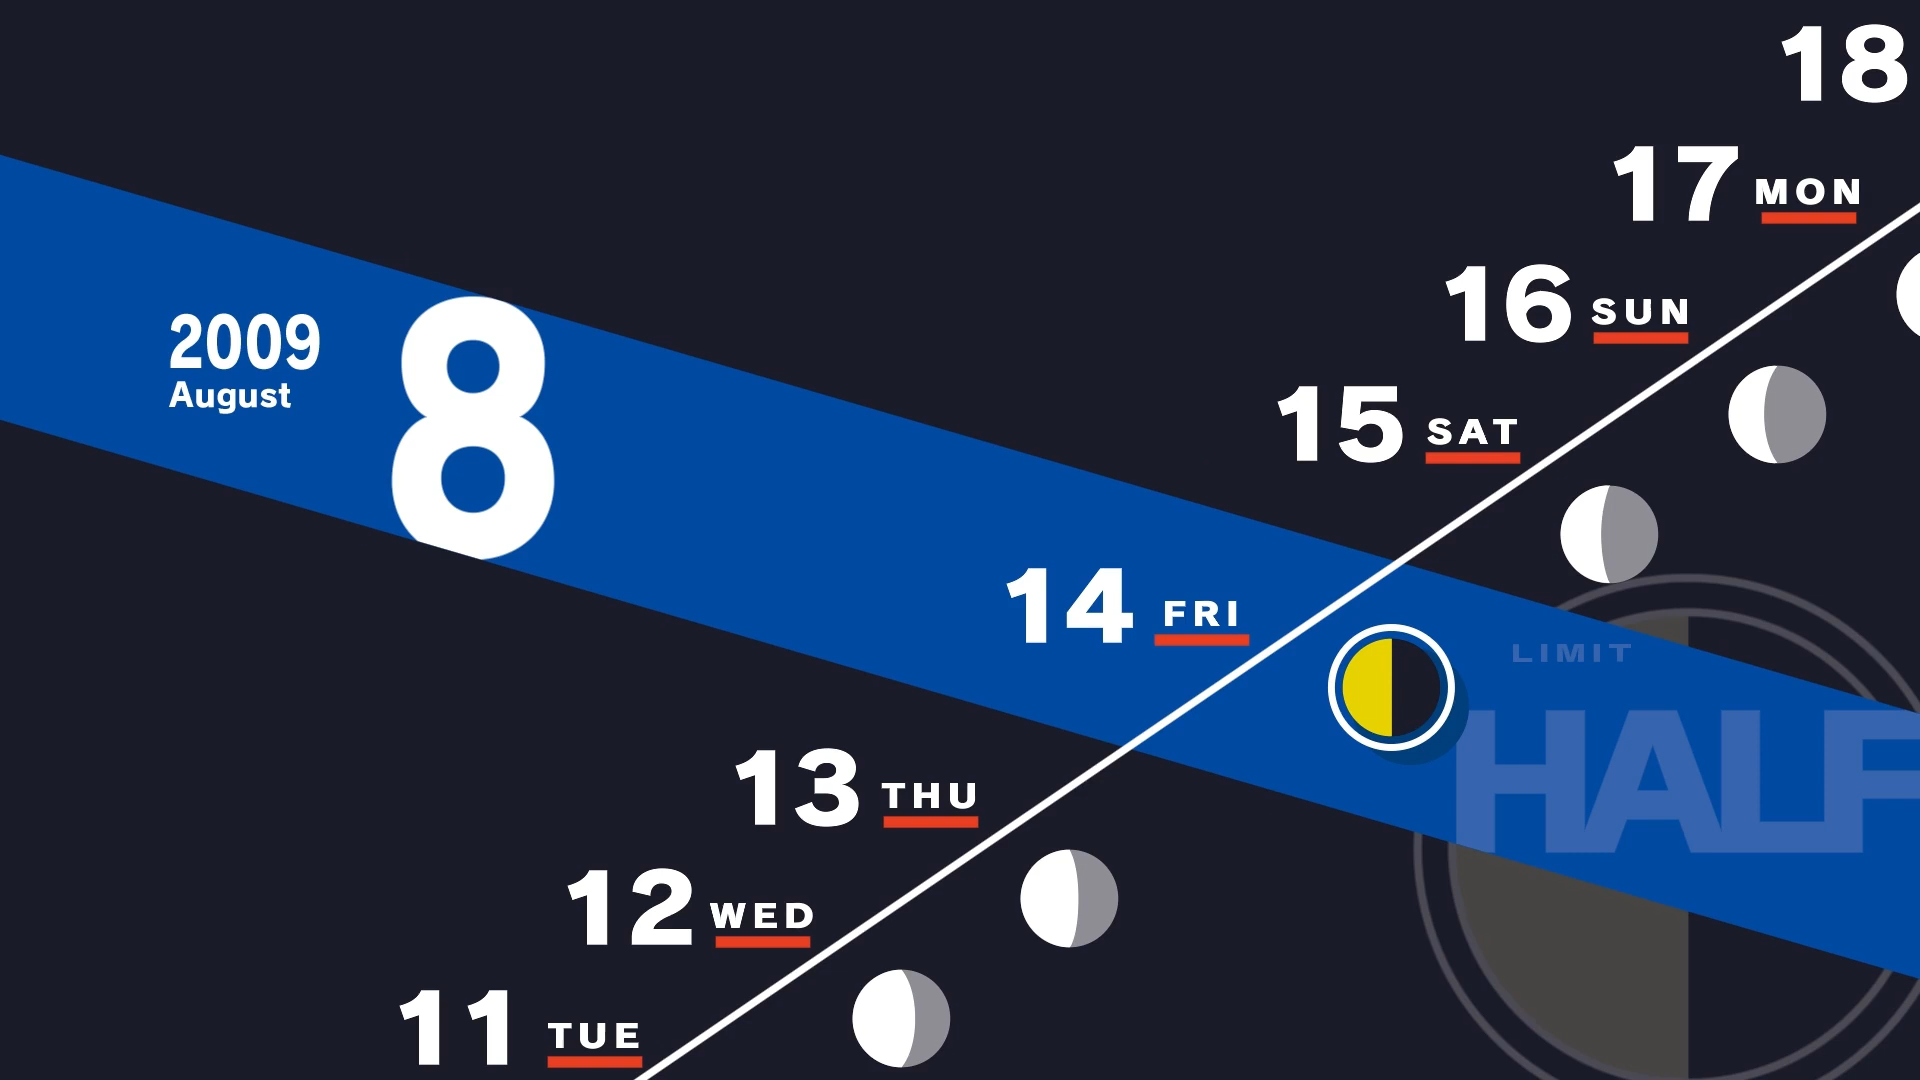 18
17 MON
16 SUN
2009
August
8
15 SAT
14 FRI
LIMIT
HALF
13 THU
12 WED
11 TUE